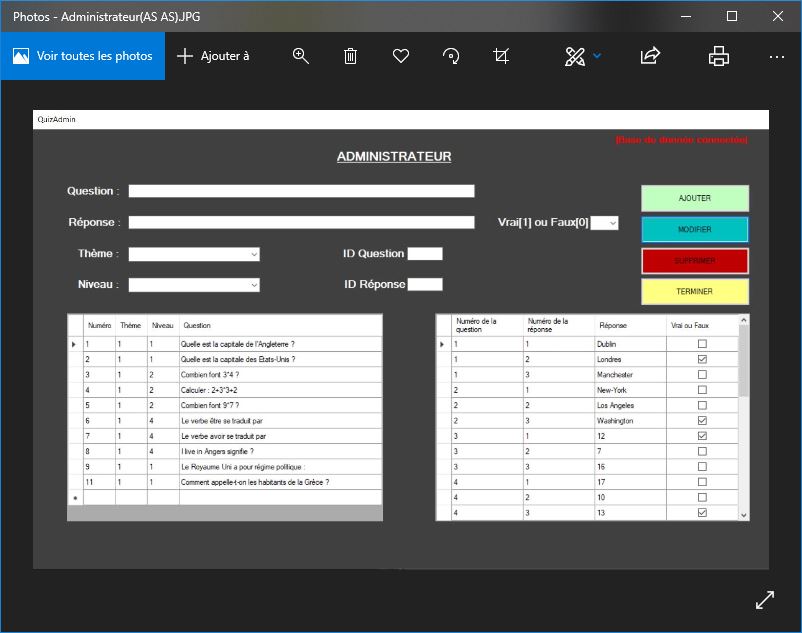 Photos - Administrateur(AS AS).JPG
Voir toutes les photos
Ajouter à
QuizAdmin
[Base de donnée connectée]
ADMINISTRATEUR
Question :
Réponse :
Vrai[1] ou Faux[0]
Thème :
ID Question
Niveau :
ID Réponse
AJOUTER
MODIFIER
SUPPRIMER
TERMINER
Numéro Thème Niveau Question
1 1 1 Quelle est la capitale de l'Angleterre ?
2 1 1 Quelle est la capitale des Etats-Unis ?
3 1 2 Combien font 3*4 ?
4 1 2 Calculer : 2+3*3+2
5 1 2 Combien font 9*7 ?
6 1 4 Le verbe être se traduit par
7 1 4 Le verbe avoir se traduit par
8 1 4 I live in Angers signifie ?
9 1 1 Le Royaume Uni a pour régime politique :
11 1 1 Comment appelle-t-on les habitants de la Grèce ?
Numéro de la question Numéro de la réponse Réponse Vrai ou Faux
1 1 Dublin
1 2 Londres
1 3 Manchester
2 1 New-York
2 2 Los Angeles
2 3 Washington
3 1 12
3 2 7
3 3 16
4 1 17
4 2 10
4 3 13